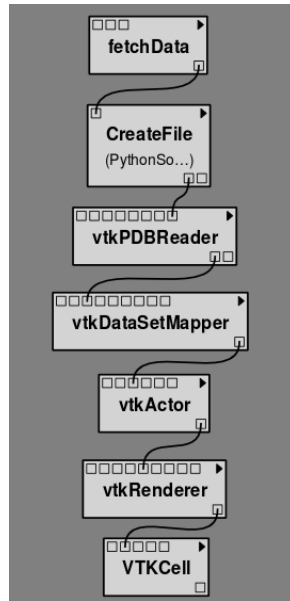 fetchData
CreateFile
(PythonSo...)
vtkPDBReader
vtkDataSetMapper
vtkActor
vtkRenderer
VTKCell